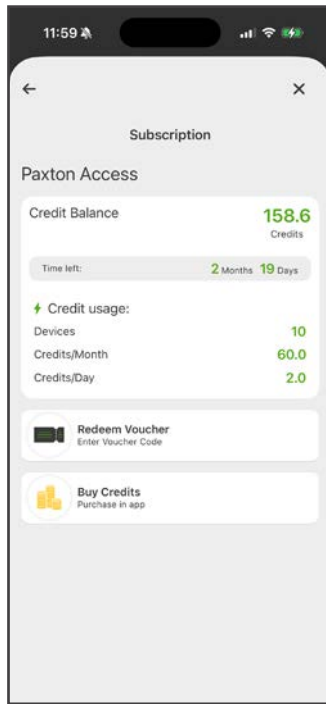 11:59
Subscription
Paxton Access
Credit Balance
158.6
Credits
Time left:
2 Months 19 Days
Credit usage:
Devices
10
Credits/Month
60.0
Credits/Day
2.0
Redeem Voucher
Enter Voucher Code
Buy Credits
Purchase in app